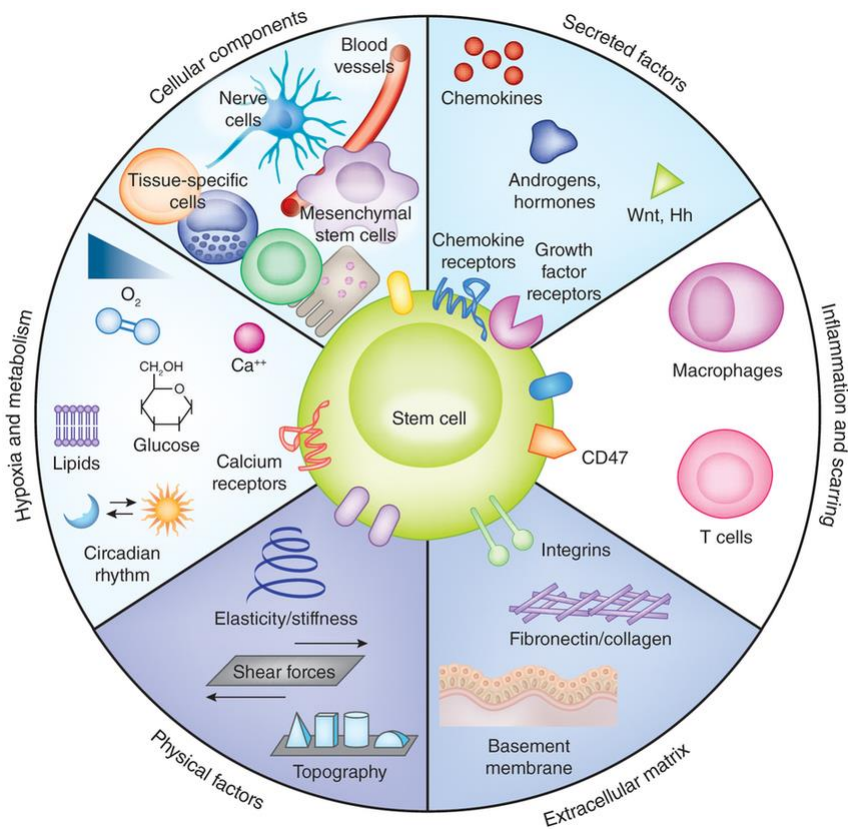 Cellular components
Secreted factors
Inflammation and scarring
Extracellular matrix
Physical factors
Hypoxia and metabolism
Blood
vessels
Nerve
cells
Tissue-specific
cells
Mesenchymal
stem cells
Chemokines
Androgens,
hormones
Wnt, Hh
Chemokine
receptors
Growth
factor
receptors
Macrophages
CD47
T cells
Integrins
Fibronectin/collagen
Basement
membrane
Elasticity/stiffness
Shear forces
Topography
O₂
Ca⁺⁺
CH₂OH
O
Glucose
Lipids
Calcium
receptors
Circadian
rhythm
Stem cell